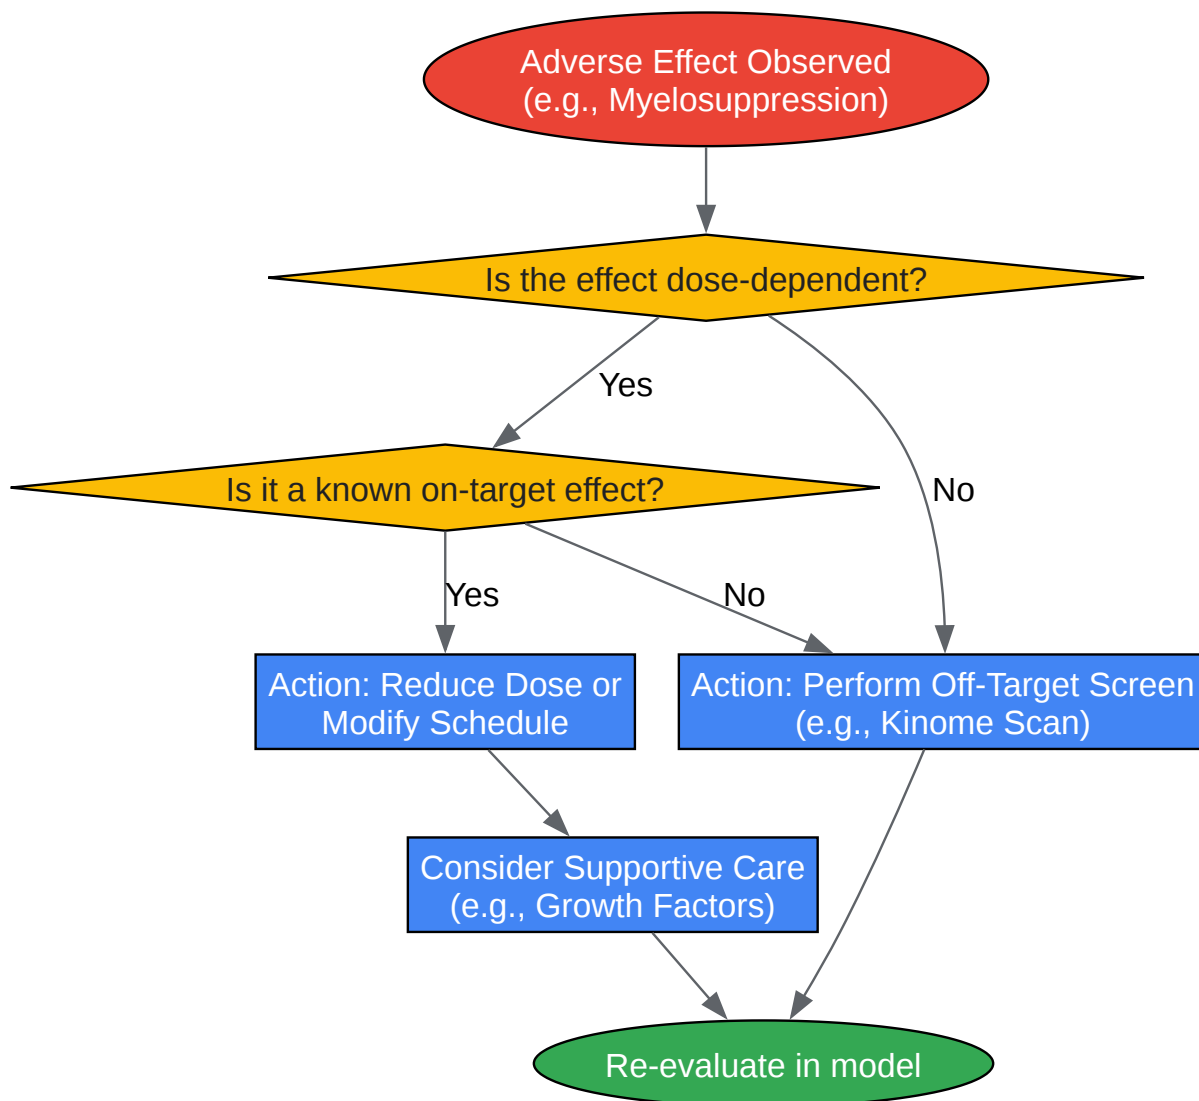 Adverse Effect Observed
(e.g., Myelosuppression)
Is the effect dose-dependent?
Yes
Is it a known on-target effect?
No
Yes
No
Action: Reduce Dose or
Modify Schedule
Action: Perform Off-Target Screen
(e.g., Kinome Scan)
Consider Supportive Care
(e.g., Growth Factors)
Re-evaluate in model